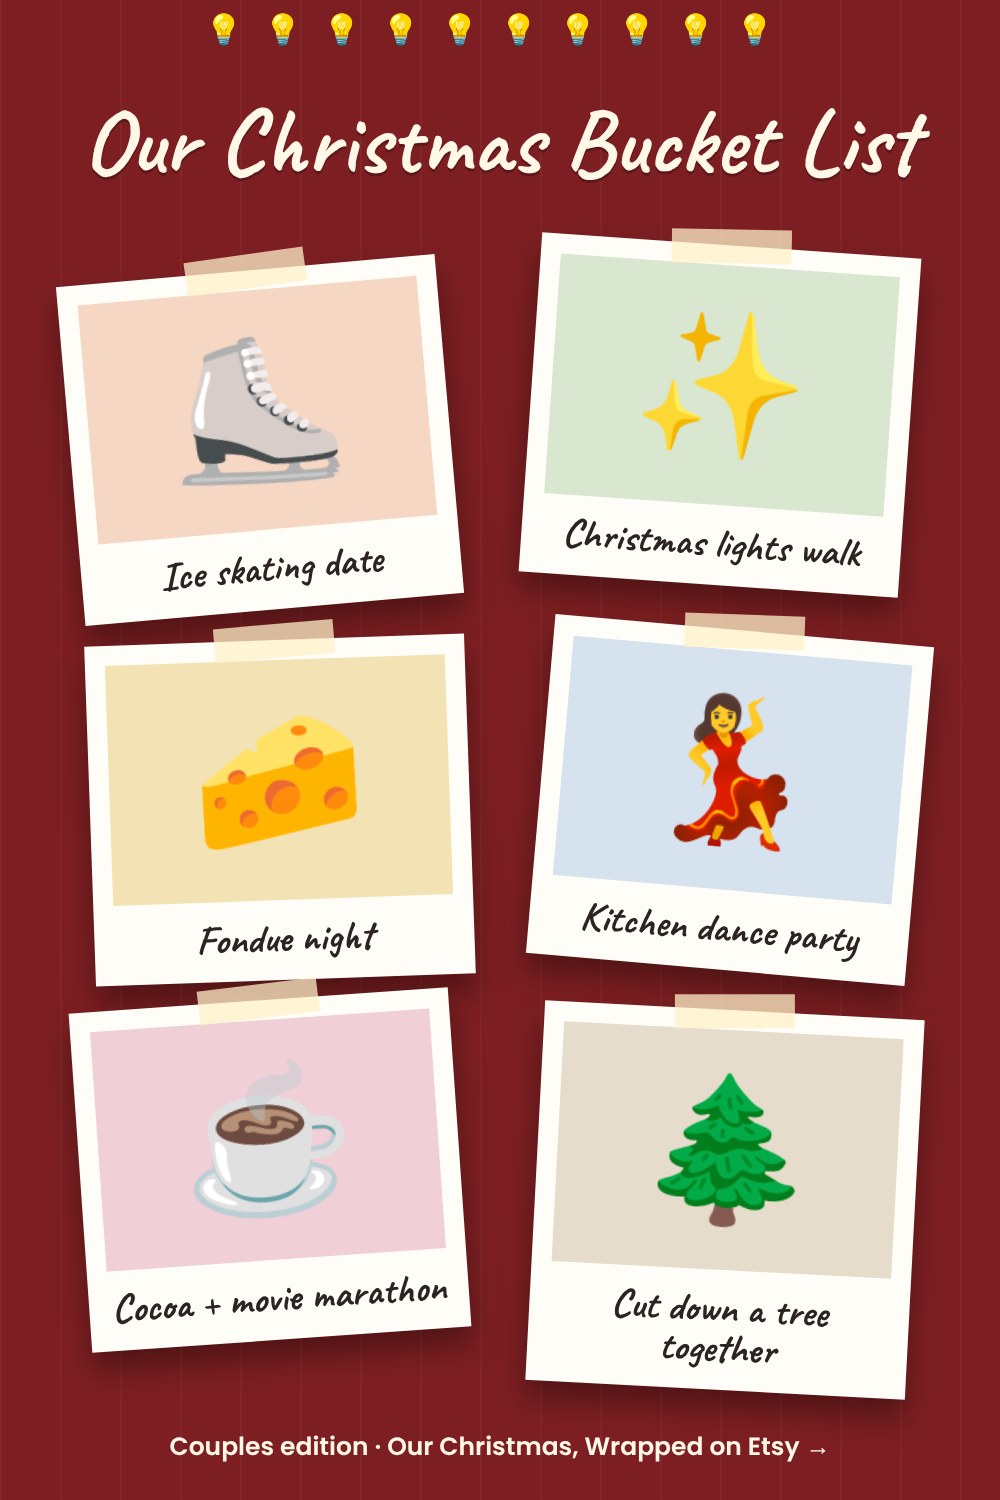 Our Christmas Bucket List
Ice skating date
Christmas lights walk
Fondue night
Kitchen dance party
Cocoa + movie marathon
Cut down a tree
together
Couples edition · Our Christmas, Wrapped on Etsy →